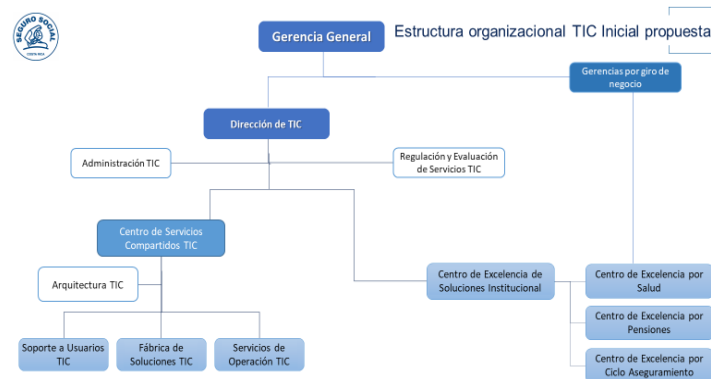 SEGURO SOCIAL
COSTA RICA
Gerencia General
Estructura organizacional TIC Inicial propuesta
Gerencias por giro de
negocio
Dirección de TIC
Administración TIC
Regulación y Evaluación
de Servicios TIC
Centro de Servicios
Compartidos TIC
Arquitectura TIC
Centro de Excelencia de
Soluciones Institucional
Centro de Excelencia por
Salud
Centro de Excelencia por
Pensiones
Centro de Excelencia por
Ciclo Aseguramiento
Soporte a Usuarios
TIC
Fábrica de
Soluciones TIC
Servicios de
Operación TIC